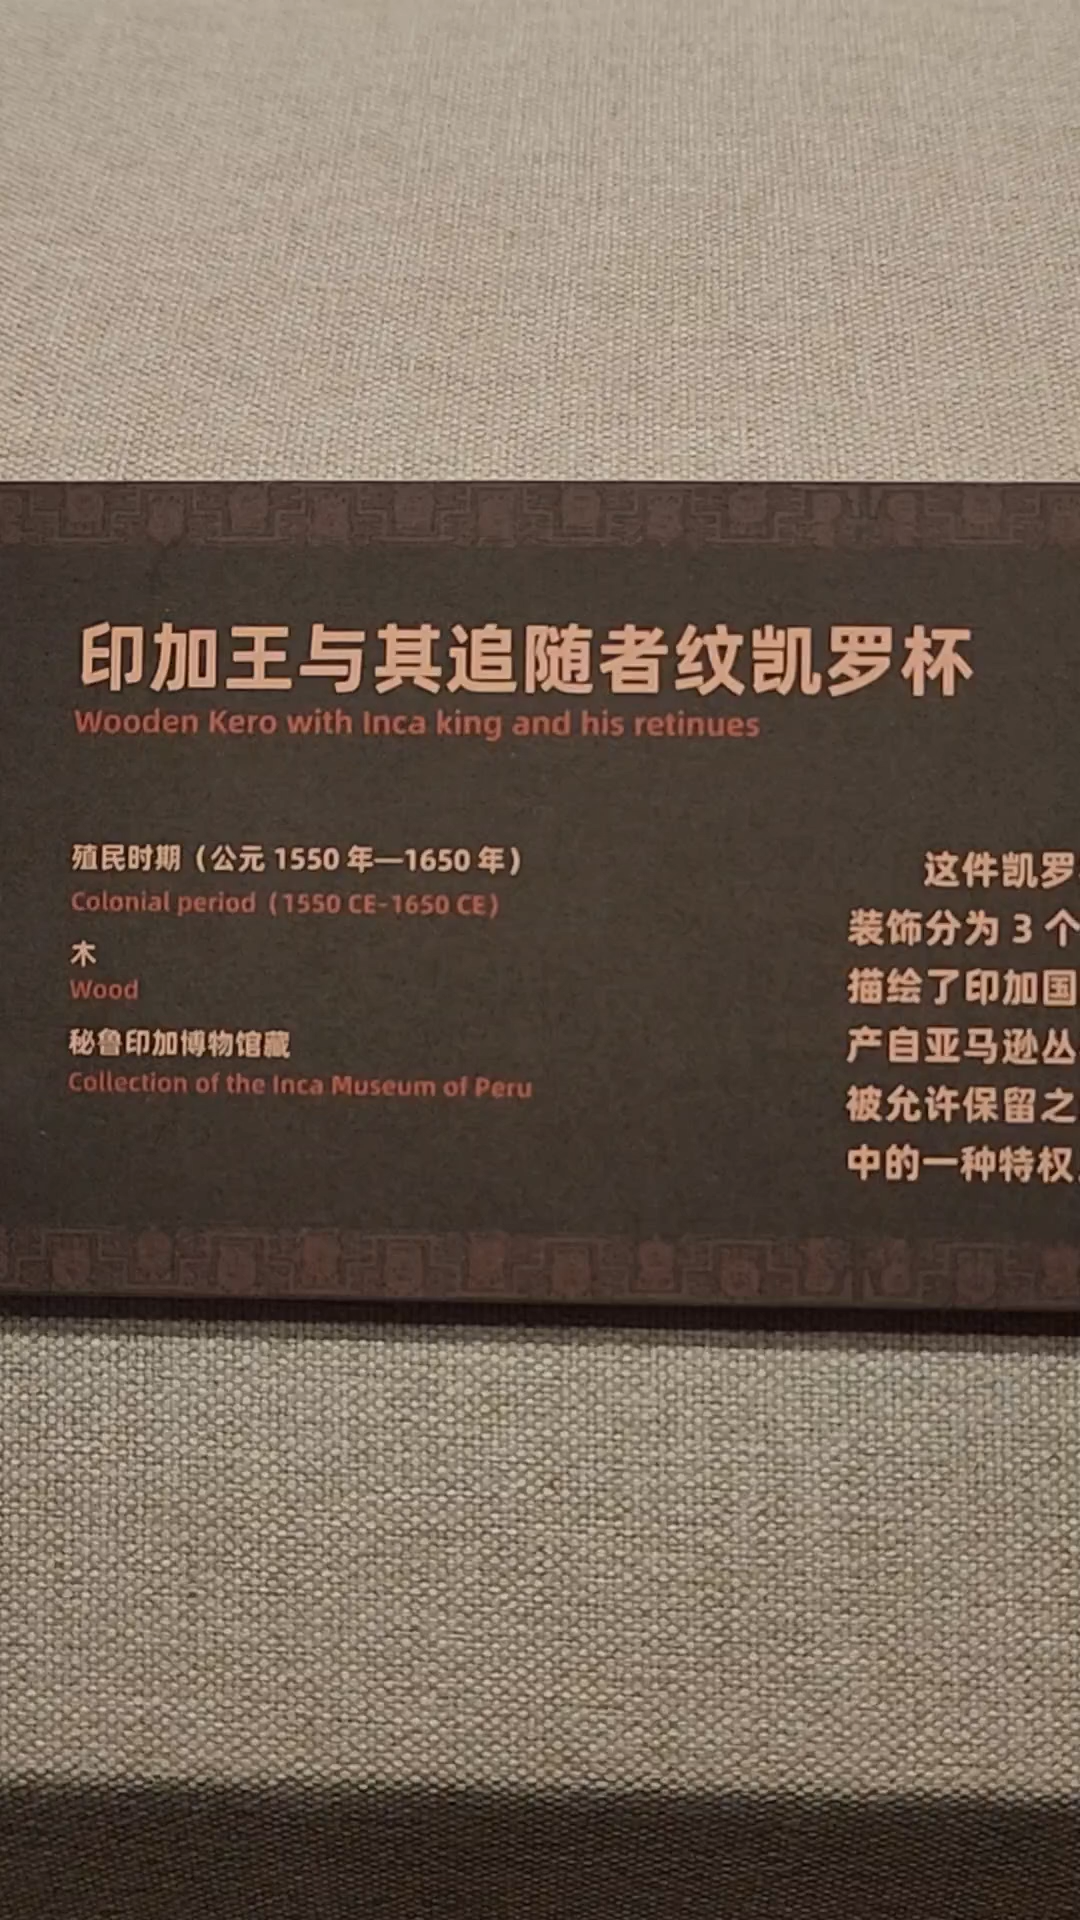 印加王与其追随者纹凯罗杯
Wooden Kero with Inca king and his retinues
殖民时期（公元 1550 年—1650 年）
Colonial period (1550 CE-1650 CE)
木
Wood
秘鲁印加博物馆藏
Collection of the Inca Museum of Peru
这件凯罗
装饰分为 3 个
描绘了印加国
产自亚马逊丛
被允许保留之
中的一种特权